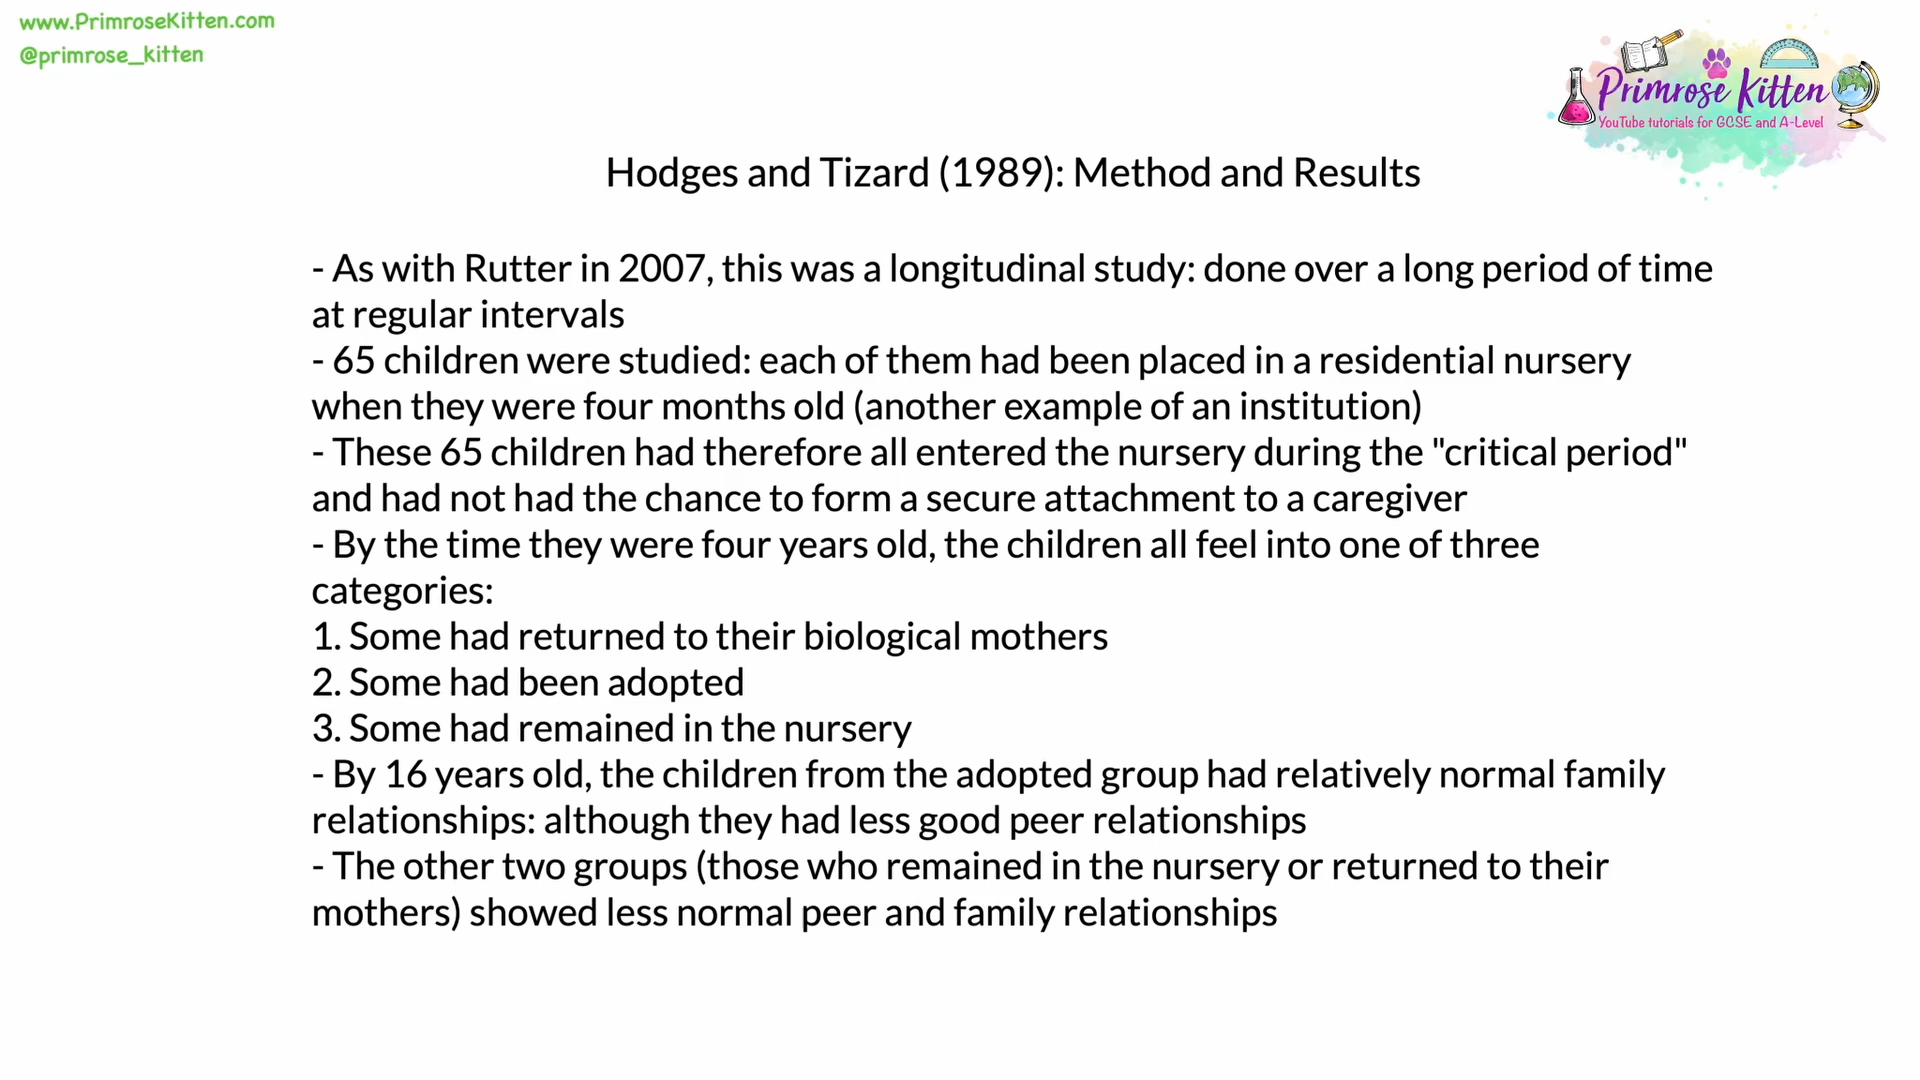 www.PrimroseKitten.com
@primrose_kitten
Primrose Kitten
YouTube tutorials for GCSE and A-Level
Hodges and Tizard (1989): Method and Results
- As with Rutter in 2007, this was a longitudinal study: done over a long period of time
at regular intervals
- 65 children were studied: each of them had been placed in a residential nursery
when they were four months old (another example of an institution)
- These 65 children had therefore all entered the nursery during the "critical period"
and had not had the chance to form a secure attachment to a caregiver
- By the time they were four years old, the children all feel into one of three
categories:
1. Some had returned to their biological mothers
2. Some had been adopted
3. Some had remained in the nursery
- By 16 years old, the children from the adopted group had relatively normal family
relationships: although they had less good peer relationships
- The other two groups (those who remained in the nursery or returned to their
mothers) showed less normal peer and family relationships